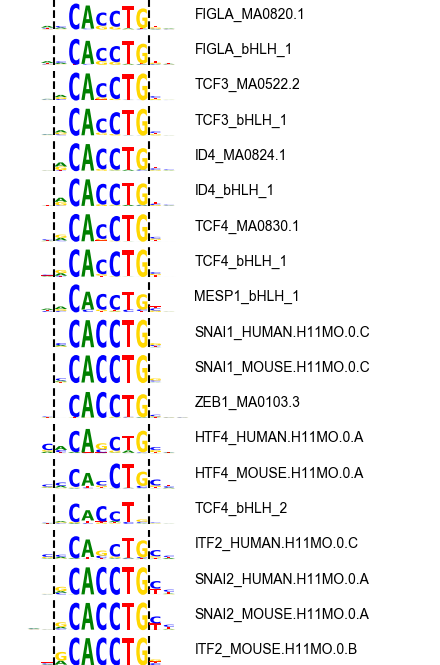 CACCTG FIGLA_MA0820.1
CACCTG FIGLA_bHLH_1
CACCTG TCF3_MA0522.2
CACCTG TCF3_bHLH_1
CACCTG ID4_MA0824.1
CACCTG ID4_bHLH_1
CACCTG TCF4_MA0830.1
CACCTG TCF4_bHLH_1
CACCTG MESP1_bHLH_1
CACCTG SNAI1_HUMAN.H11MO.0.C
CACCTG SNAI1_MOUSE.H11MO.0.C
CACCTG ZEB1_MA0103.3
CAGCTG HTF4_HUMAN.H11MO.0.A
CACCTG HTF4_MOUSE.H11MO.0.A
CACCT TCF4_bHLH_2
CAGCTG ITF2_HUMAN.H11MO.0.C
CACCTG SNAI2_HUMAN.H11MO.0.A
CACCTG SNAI2_MOUSE.H11MO.0.A
CACCTG ITF2_MOUSE.H11MO.0.B